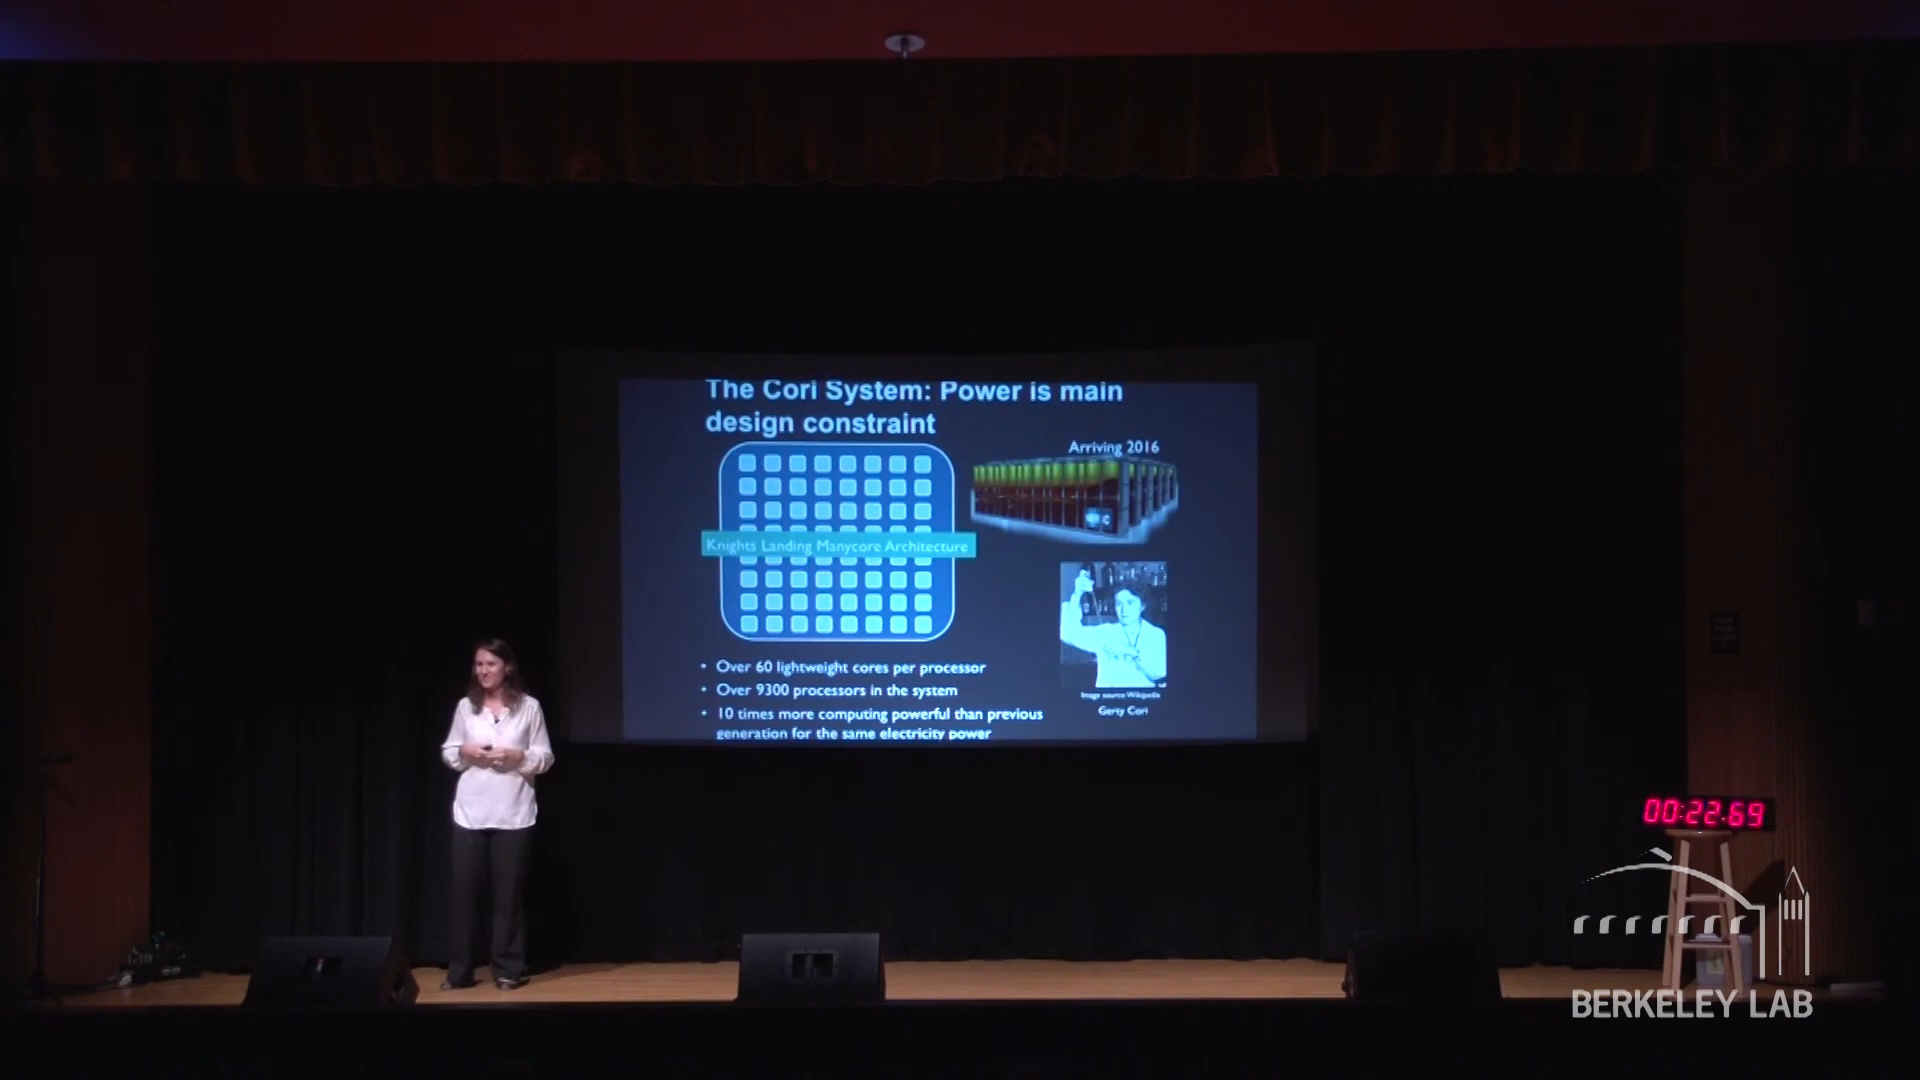 The Cori System: Power is main
design constraint
Arriving 2016
Knights Landing Manycore Architecture
• Over 60 lightweight cores per processor
• Over 9300 processors in the system
• 10 times more computing powerful than previous
generation for the same electricity power
Image source: Wikipedia
Gerty Cori
00:22.69
BERKELEY LAB